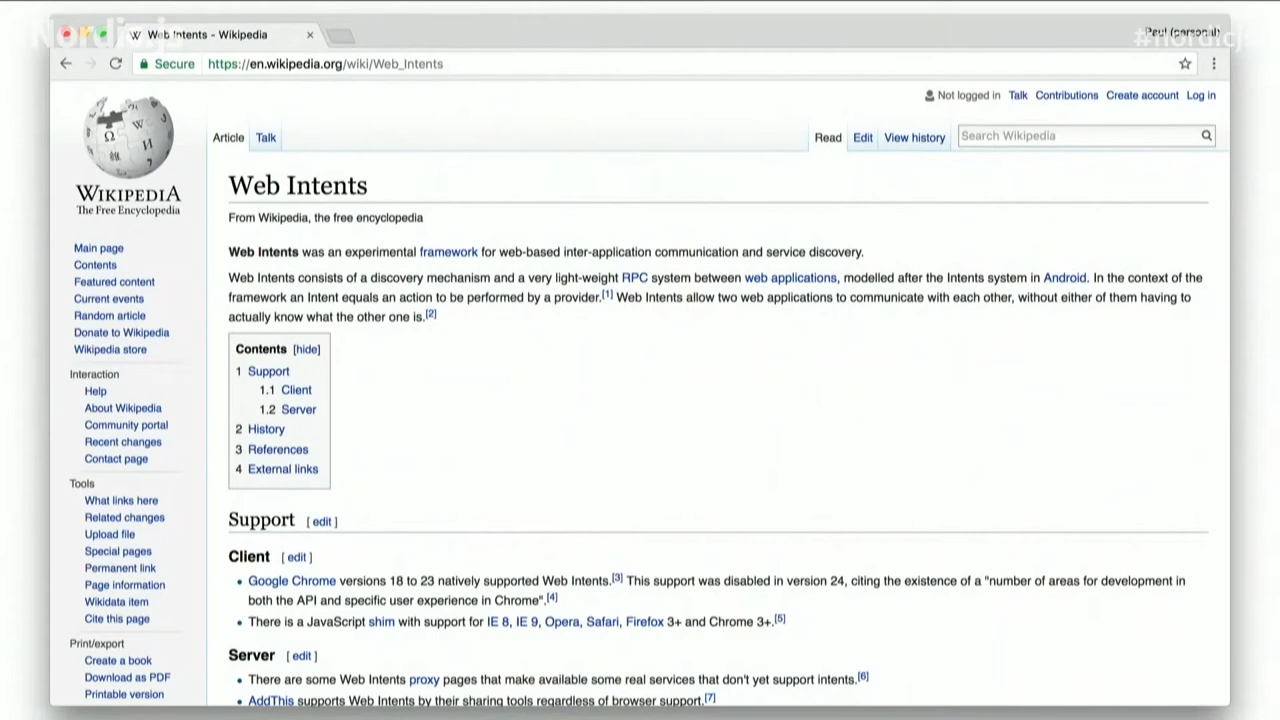 Nordic.js
#nordicjs
Web Intents - Wikipedia
Paul (personal)
Secure https://en.wikipedia.org/wiki/Web_Intents
Not logged in Talk Contributions Create account Log in
Article Talk Read Edit View history Search Wikipedia
WIKIPEDIA
The Free Encyclopedia
Main page
Contents
Featured content
Current events
Random article
Donate to Wikipedia
Wikipedia store
Interaction
Help
About Wikipedia
Community portal
Recent changes
Contact page
Tools
What links here
Related changes
Upload file
Special pages
Permanent link
Page information
Wikidata item
Cite this page
Print/export
Create a book
Download as PDF
Printable version
Web Intents
From Wikipedia, the free encyclopedia
Web Intents was an experimental framework for web-based inter-application communication and service discovery.
Web Intents consists of a discovery mechanism and a very light-weight RPC system between web applications, modelled after the Intents system in Android. In the context of the
framework an Intent equals an action to be performed by a provider.[1] Web Intents allow two web applications to communicate with each other, without either of them having to
actually know what the other one is.[2]
Contents [hide]
1 Support
1.1 Client
1.2 Server
2 History
3 References
4 External links
Support [ edit ]
Client [ edit ]
• Google Chrome versions 18 to 23 natively supported Web Intents.[3] This support was disabled in version 24, citing the existence of a "number of areas for development in
both the API and specific user experience in Chrome".[4]
• There is a JavaScript shim with support for IE 8, IE 9, Opera, Safari, Firefox 3+ and Chrome 3+.[5]
Server [ edit ]
• There are some Web Intents proxy pages that make available some real services that don't yet support intents.[6]
• AddThis supports Web Intents by their sharing tools regardless of browser support.[7]